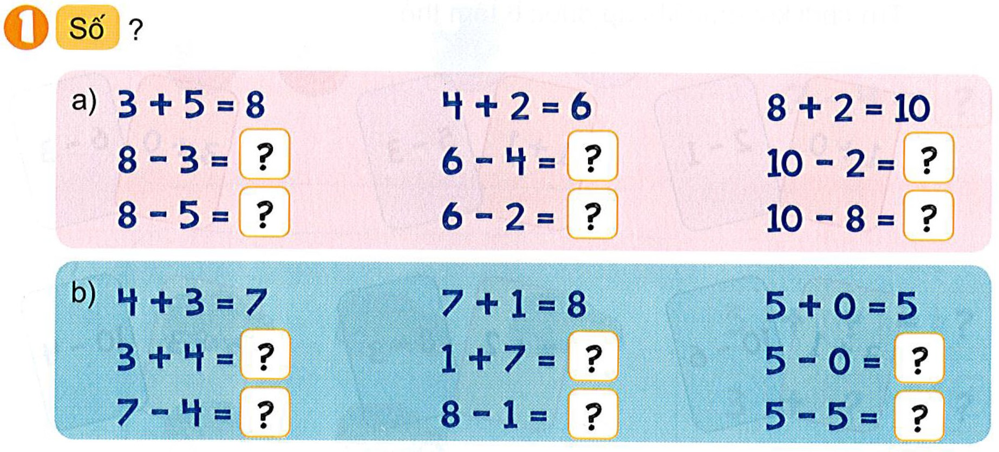 1 Số ?
a) 3 + 5 = 8 4 + 2 = 6 8 + 2 = 10
8 - 3 = ? 6 - 4 = ? 10 - 2 = ?
8 - 5 = ? 6 - 2 = ? 10 - 8 = ?
b) 4 + 3 = 7 7 + 1 = 8 5 + 0 = 5
3 + 4 = ? 1 + 7 = ? 5 - 0 = ?
7 - 4 = ? 8 - 1 = ? 5 - 5 = ?